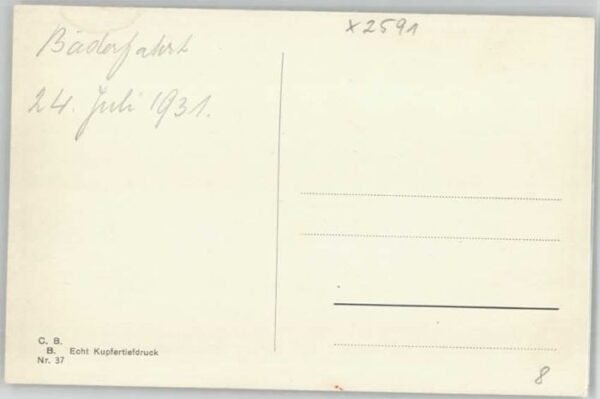 Bäderfahrt
24. Juli 1931.
x2591
C. B.
B. Echt Kupfertiefdruck
Nr. 37
8